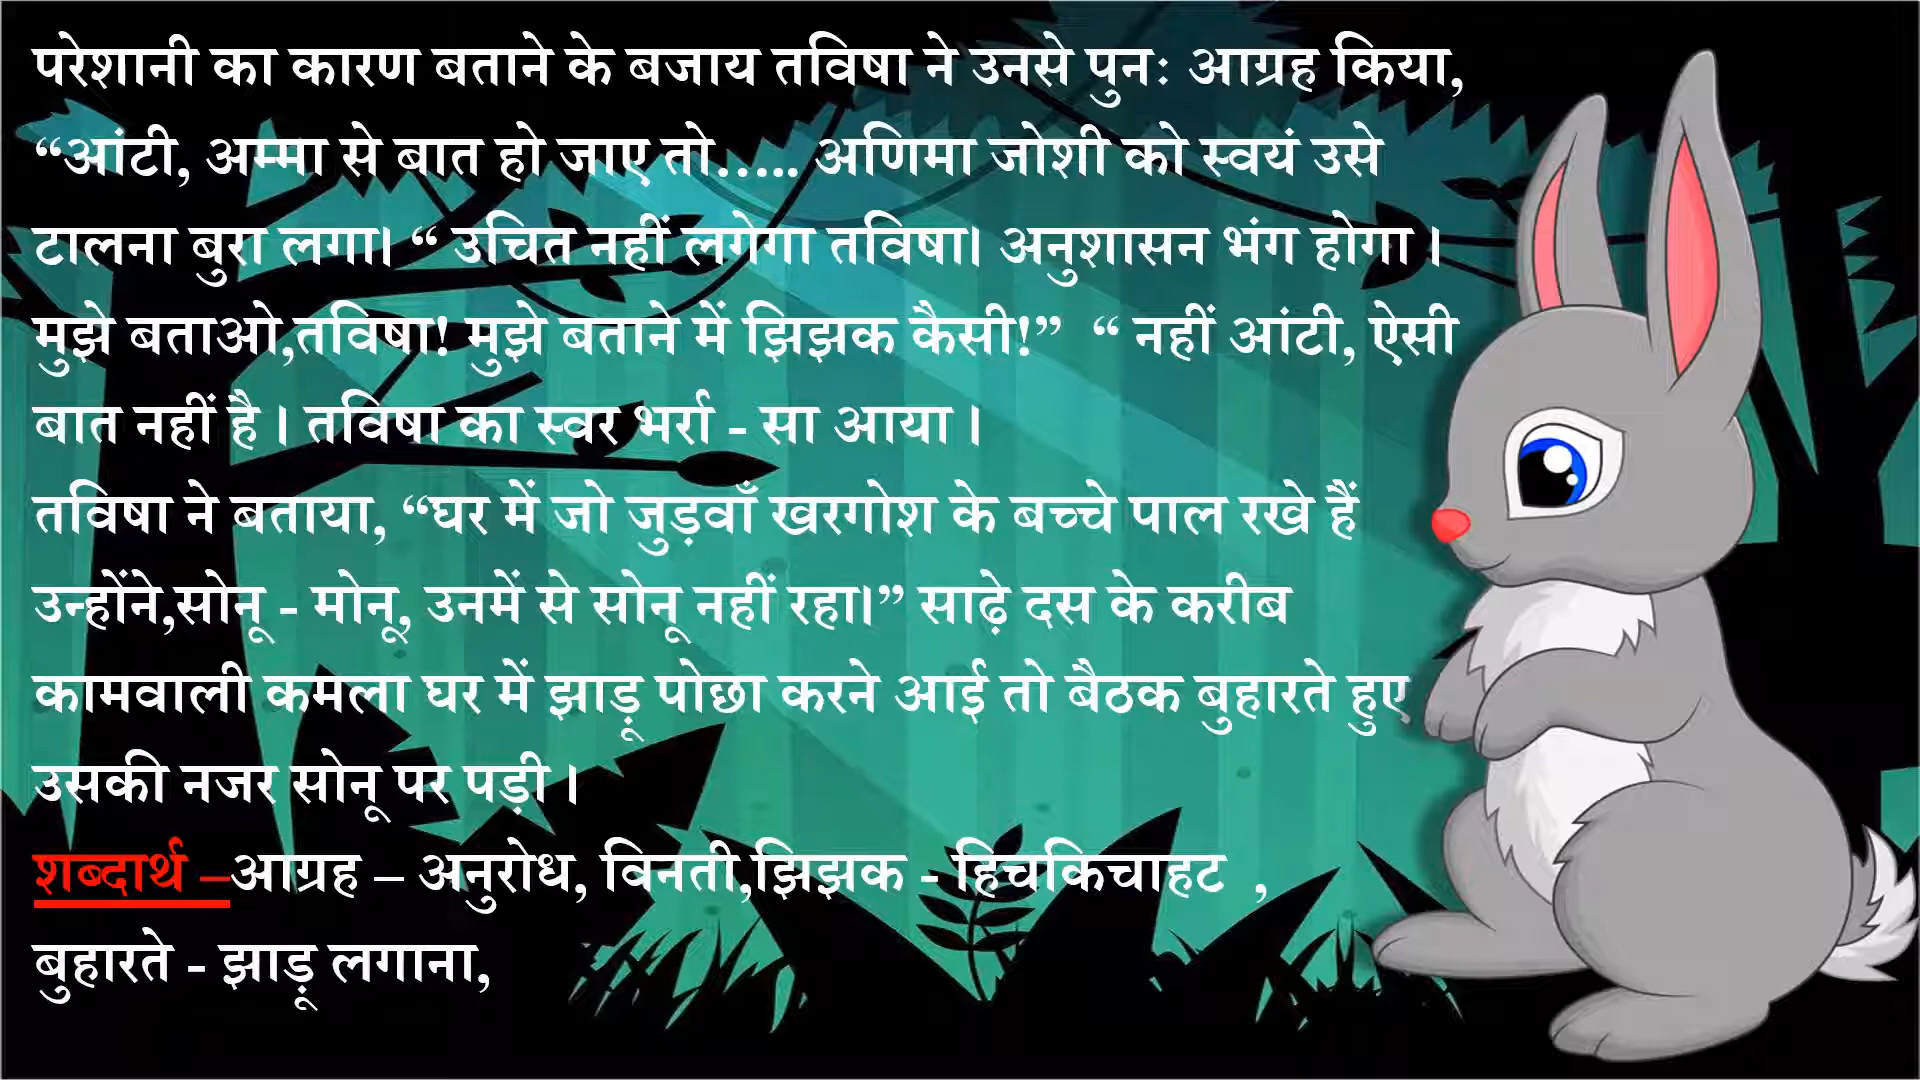 परेशानी का कारण बताने के बजाय तविषा ने उनसे पुनः आग्रह किया,
“आंटी, अम्मा से बात हो जाए तो….. अणिमा जोशी को स्वयं उसे
टालना बुरा लगा। “ उचित नहीं लगेगा तविषा। अनुशासन भंग होगा ।
मुझे बताओ,तविषा! मुझे बताने में झिझक कैसी!” “ नहीं आंटी, ऐसी
बात नहीं है । तविषा का स्वर भर्रा - सा आया ।
तविषा ने बताया, “घर में जो जुड़वाँ खरगोश के बच्चे पाल रखे हैं
उन्होंने,सोनू - मोनू, उनमें से सोनू नहीं रहा।” साढ़े दस के करीब
कामवाली कमला घर में झाड़ू पोछा करने आई तो बैठक बुहारते हुए
उसकी नजर सोनू पर पड़ी ।
शब्दार्थ –आग्रह – अनुरोध, विनती,झिझक - हिचकिचाहट ,
बुहारते - झाड़ू लगाना,